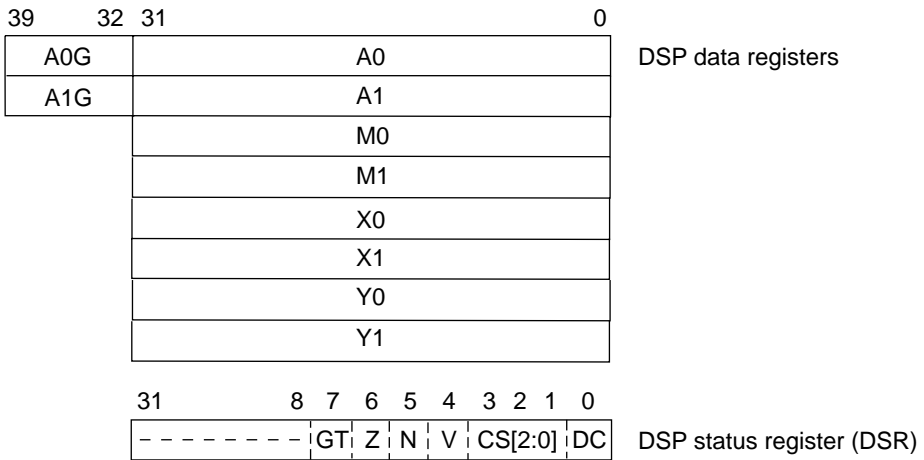 39 32 31 0
A0G A0 DSP data registers
A1G A1
M0
M1
X0
X1
Y0
Y1
31 8 7 6 5 4 3 2 1 0
GT Z N V CS[2:0] DC DSP status register (DSR)